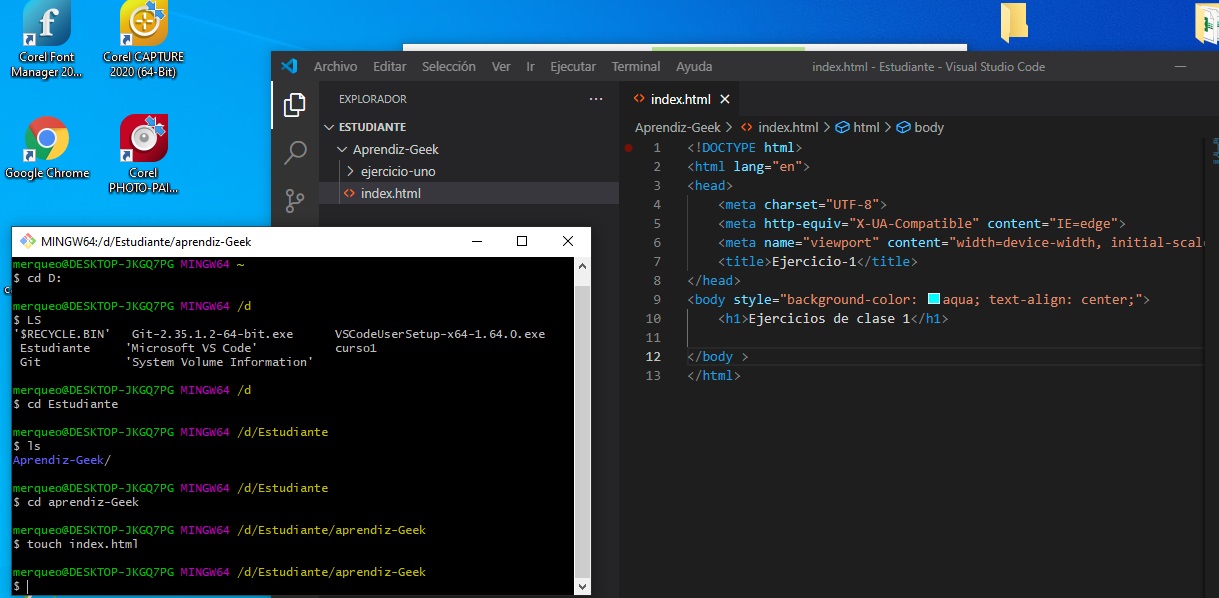 Corel Font
Manager 20...
Corel CAPTURE
2020 (64-Bit)
Google Chrome
Corel
PHOTO-PAI...
Archivo Editar Selección Ver Ir Ejecutar Terminal Ayuda index.html - Estudiante - Visual Studio Code
EXPLORADOR
ESTUDIANTE
Aprendiz-Geek
ejercicio-uno
index.html
index.html
Aprendiz-Geek > index.html > html > body
1 <!DOCTYPE html>
2 <html lang="en">
3 <head>
4 <meta charset="UTF-8">
5 <meta http-equiv="X-UA-Compatible" content="IE=edge">
6 <meta name="viewport" content="width=device-width, initial-scal
7 <title>Ejercicio-1</title>
8 </head>
9 <body style="background-color: aqua; text-align: center;">
10 <h1>Ejercicios de clase 1</h1>
11
12 </body >
13 </html>
MINGW64:/d/Estudiante/aprendiz-Geek
merqueo@DESKTOP-JKGQ7PG MINGW64 ~
$ cd D:
merqueo@DESKTOP-JKGQ7PG MINGW64 /d
$ LS
'$RECYCLE.BIN' Git-2.35.1.2-64-bit.exe VSCodeUserSetup-x64-1.64.0.exe
Estudiante 'Microsoft VS Code' curso1
Git 'System Volume Information'
merqueo@DESKTOP-JKGQ7PG MINGW64 /d
$ cd Estudiante
merqueo@DESKTOP-JKGQ7PG MINGW64 /d/Estudiante
$ ls
Aprendiz-Geek/
merqueo@DESKTOP-JKGQ7PG MINGW64 /d/Estudiante
$ cd aprendiz-Geek
merqueo@DESKTOP-JKGQ7PG MINGW64 /d/Estudiante/aprendiz-Geek
$ touch index.html
merqueo@DESKTOP-JKGQ7PG MINGW64 /d/Estudiante/aprendiz-Geek
$